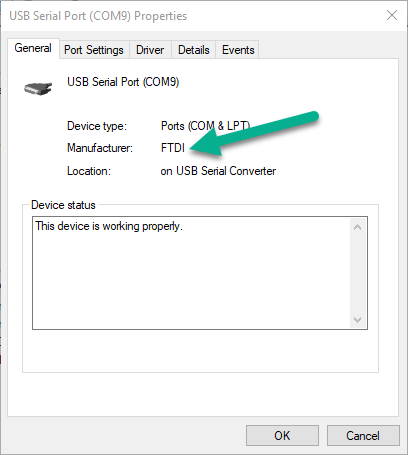 USB Serial Port (COM9) Properties
General Port Settings Driver Details Events
USB Serial Port (COM9)
Device type: Ports (COM & LPT)
Manufacturer: FTDI
Location: on USB Serial Converter
Device status
This device is working properly.
OK Cancel